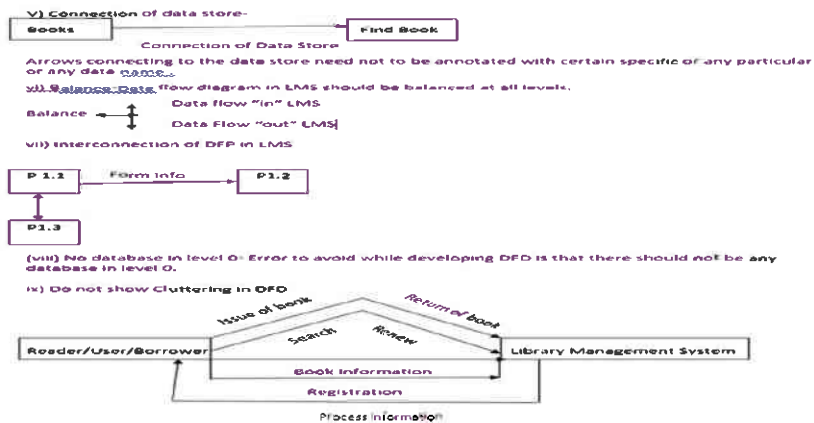 v) Connection of data store-
Books
Find Book
Connection of Data Store
Arrows connecting to the data store need not to be annotated with certain specific or any particular
or any data name..
vi) Balance-Data flow diagram in LMS should be balanced at all levels.
Data flow "in" LMS
Balance
Data Flow "out" LMS
vii) Interconnection of DFP in LMS
P 1.1
Form Info
P1.2
P1.3
(viii) No database in level 0- Error to avoid while developing DFD is that there should not be any
database in level 0.
ix) Do not show Cluttering in DFD
Issue of book
Return of book
Search
Renew
Reader/User/Borrower
Library Management System
Book Information
Registration
Process Information